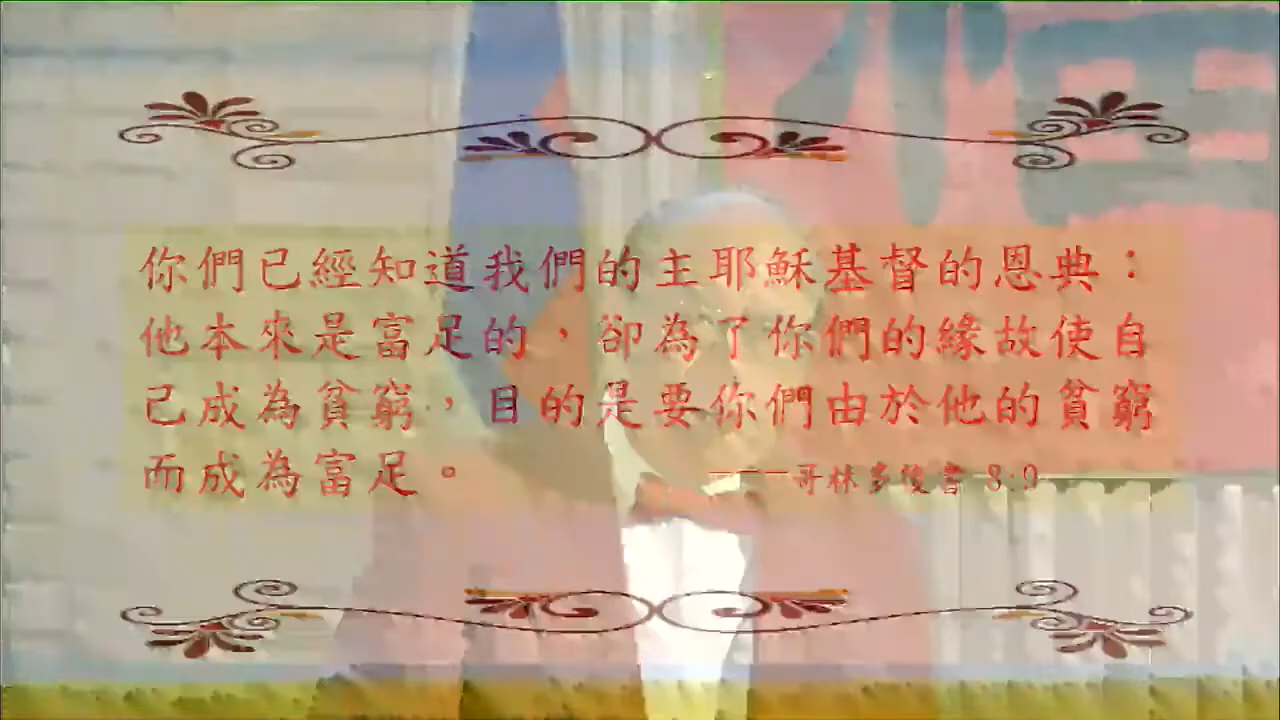 你們已經知道我們的主耶穌基督的恩典：
他本來是富足的，卻為了你們的緣故使自
己成為貧窮，目的是要你們由於他的貧窮
而成為富足。
———哥林多後書 8:9